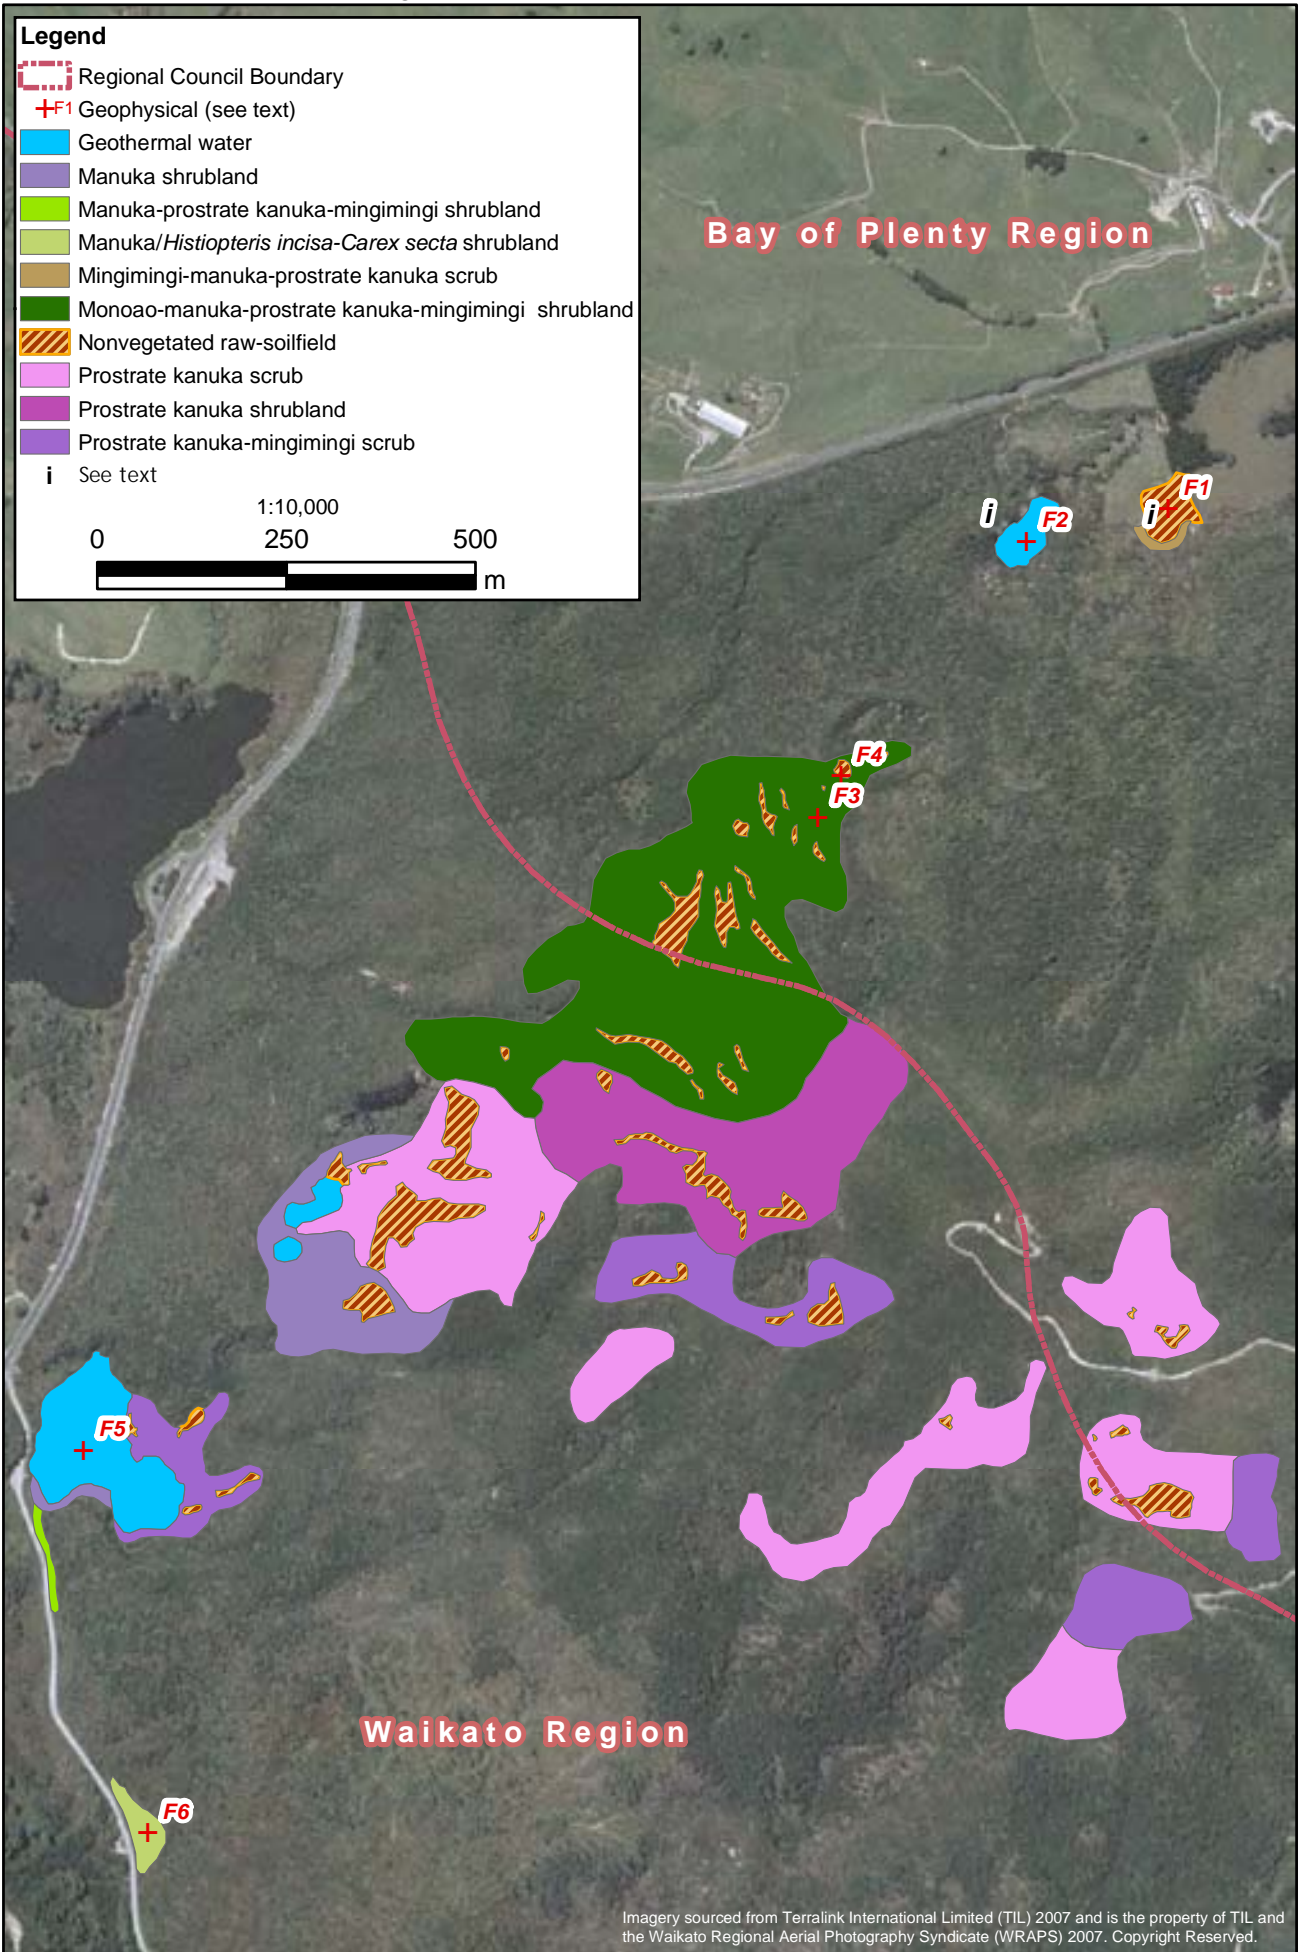 Legend
Regional Council Boundary
F1 Geophysical (see text)
Geothermal water
Manuka shrubland
Manuka-prostrate kanuka-mingimingi shrubland
Manuka/Histiopteris incisa-Carex secta shrubland
Mingimingi-manuka-prostrate kanuka scrub
Monoao-manuka-prostrate kanuka-mingimingi shrubland
Nonvegetated raw-soilfield
Prostrate kanuka scrub
Prostrate kanuka shrubland
Prostrate kanuka-mingimingi scrub
i See text
1:10,000
0 250 500
m
Bay of Plenty Region
F1
i
i
F2
F4
F3
F5
Waikato Region
F6
Imagery sourced from Terralink International Limited (TIL) 2007 and is the property of TIL and
the Waikato Regional Aerial Photography Syndicate (WRAPS) 2007. Copyright Reserved.